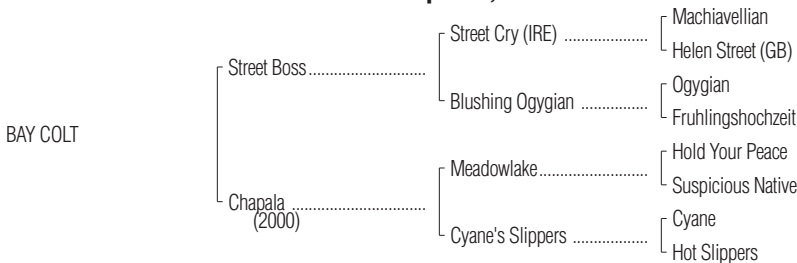 Machiavellian
Street Cry (IRE) ....................
Helen Street (GB)
Street Boss............................
Ogygian
Blushing Ogygian ................
Fruhlingshochzeit
BAY COLT
Hold Your Peace
Meadowlake..........................
Suspicious Native
Chapala ................................
(2000)
Cyane
Cyane's Slippers ..................
Hot Slippers